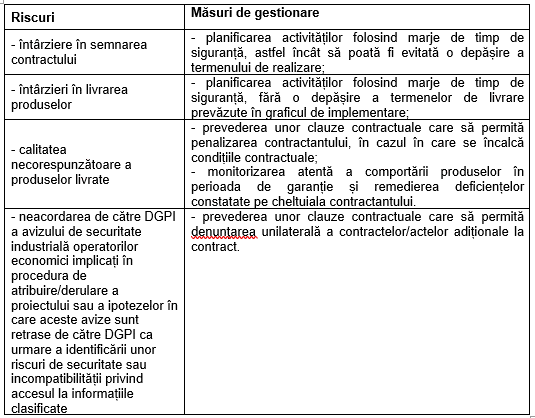 Riscuri
Măsuri de gestionare
- întârziere în semnarea
contractului
- planificarea activităților folosind marje de timp de
siguranță, astfel încât să poată fi evitată o depășire a
termenului de realizare;
- întârzieri în livrarea
produselor
- planificarea activităților folosind marje de timp de
siguranță, fără o depășire a termenelor de livrare
prevăzute în graficul de implementare;
- calitatea
necorespunzătoare a
produselor livrate
- prevederea unor clauze contractuale care să permită
penalizarea contractantului, în cazul în care se încalcă
condițiile contractuale;
- monitorizarea atentă a comportării produselor în
perioada de garanție și remedierea deficiențelor
constatate pe cheltuiala contractantului.
- neacordarea de către DGPI
a avizului de securitate
industrială operatorilor
economici implicați în
procedura de
atribuire/derulare a
proiectului sau a ipotezelor în
care aceste avize sunt
retrase de către DGPI ca
urmare a identificării unor
riscuri de securitate sau
incompatibilității privind
accesul la informațiile
clasificate
- prevederea unor clauze contractuale care să permită
denunțarea unilaterală a contractelor/actelor adiționale la
contract.